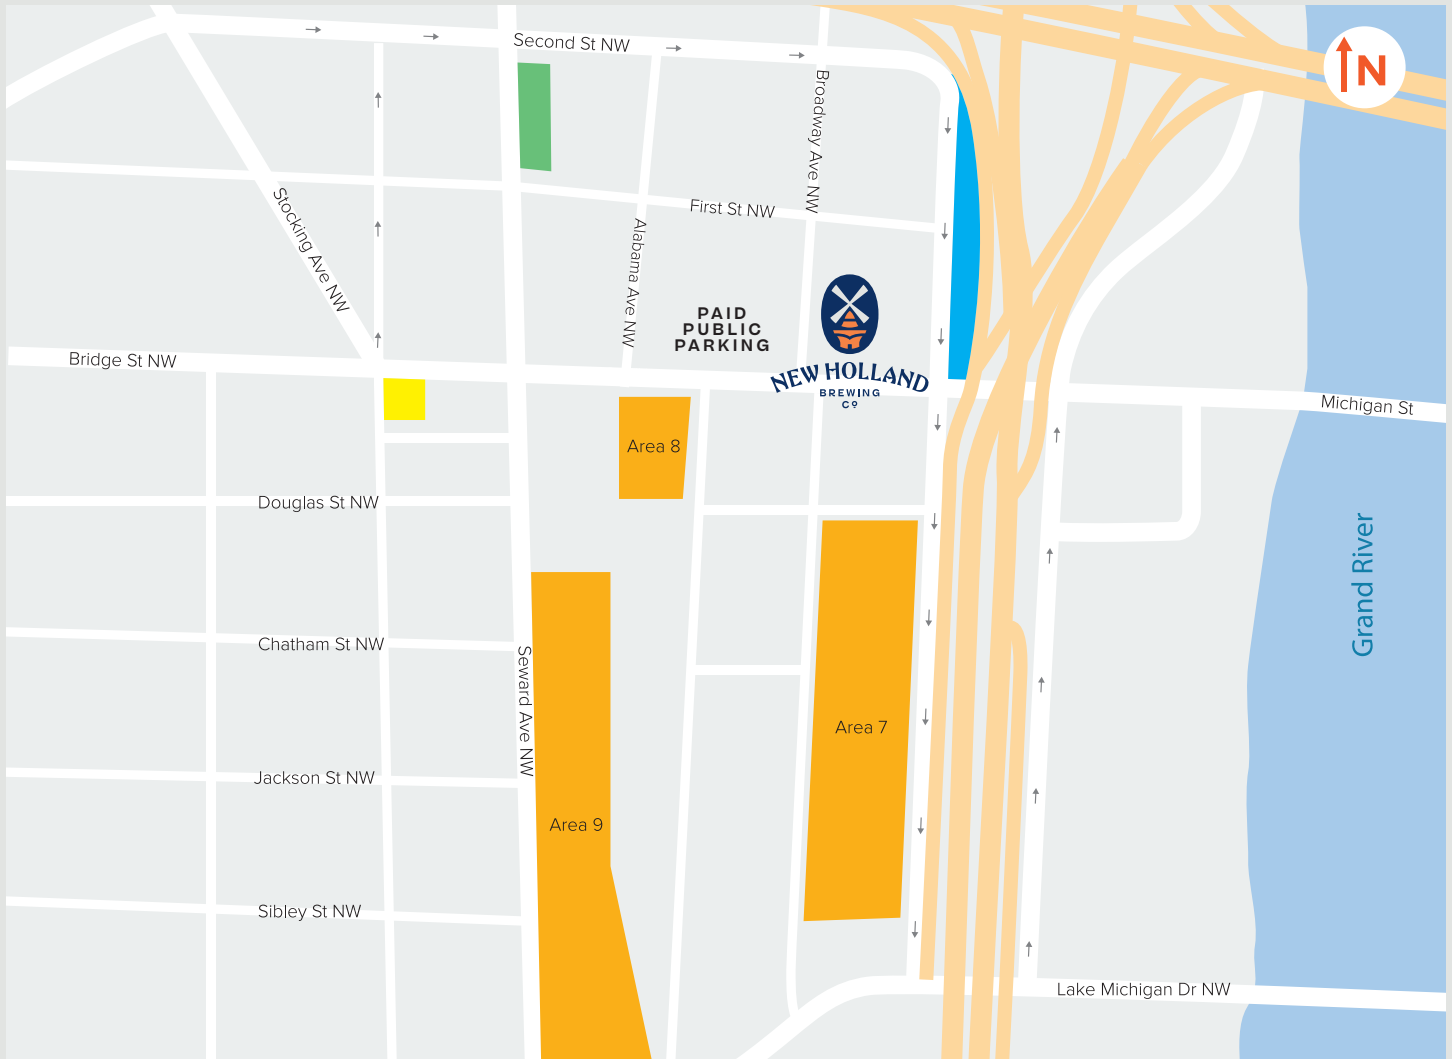 Second St NW
N
Broadway Ave NW
Stocking Ave NW
First St NW
Alabama Ave NW
PAID
PUBLIC
PARKING
Bridge St NW
NEW HOLLAND
BREWING
CO
Michigan St
Area 8
Douglas St NW
Grand River
Chatham St NW
Seward Ave NW
Area 7
Jackson St NW
Area 9
Sibley St NW
Lake Michigan Dr NW